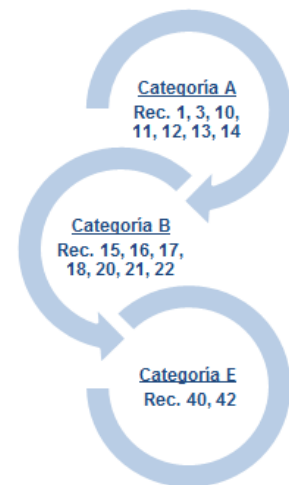 Categoría A
Rec. 1, 3, 10,
11, 12, 13, 14
Categoría B
Rec. 15, 16, 17,
18, 20, 21, 22
Categoría E
Rec. 40, 42